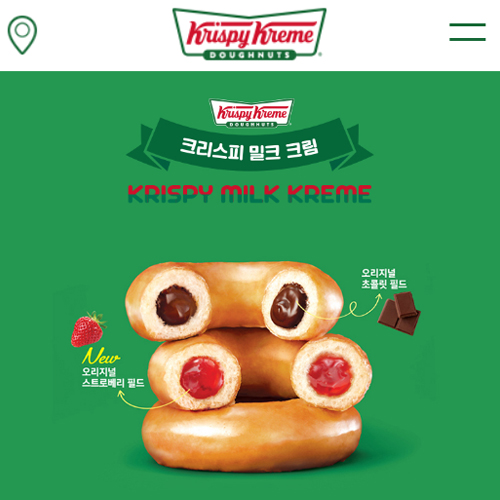 Krispy Kreme
DOUGHNUTS
Krispy Kreme
DOUGHNUTS
크리스피 밀크 크림
KRISPY MILK KREME
오리지널
초콜릿 필드
New
오리지널
스트로베리 필드